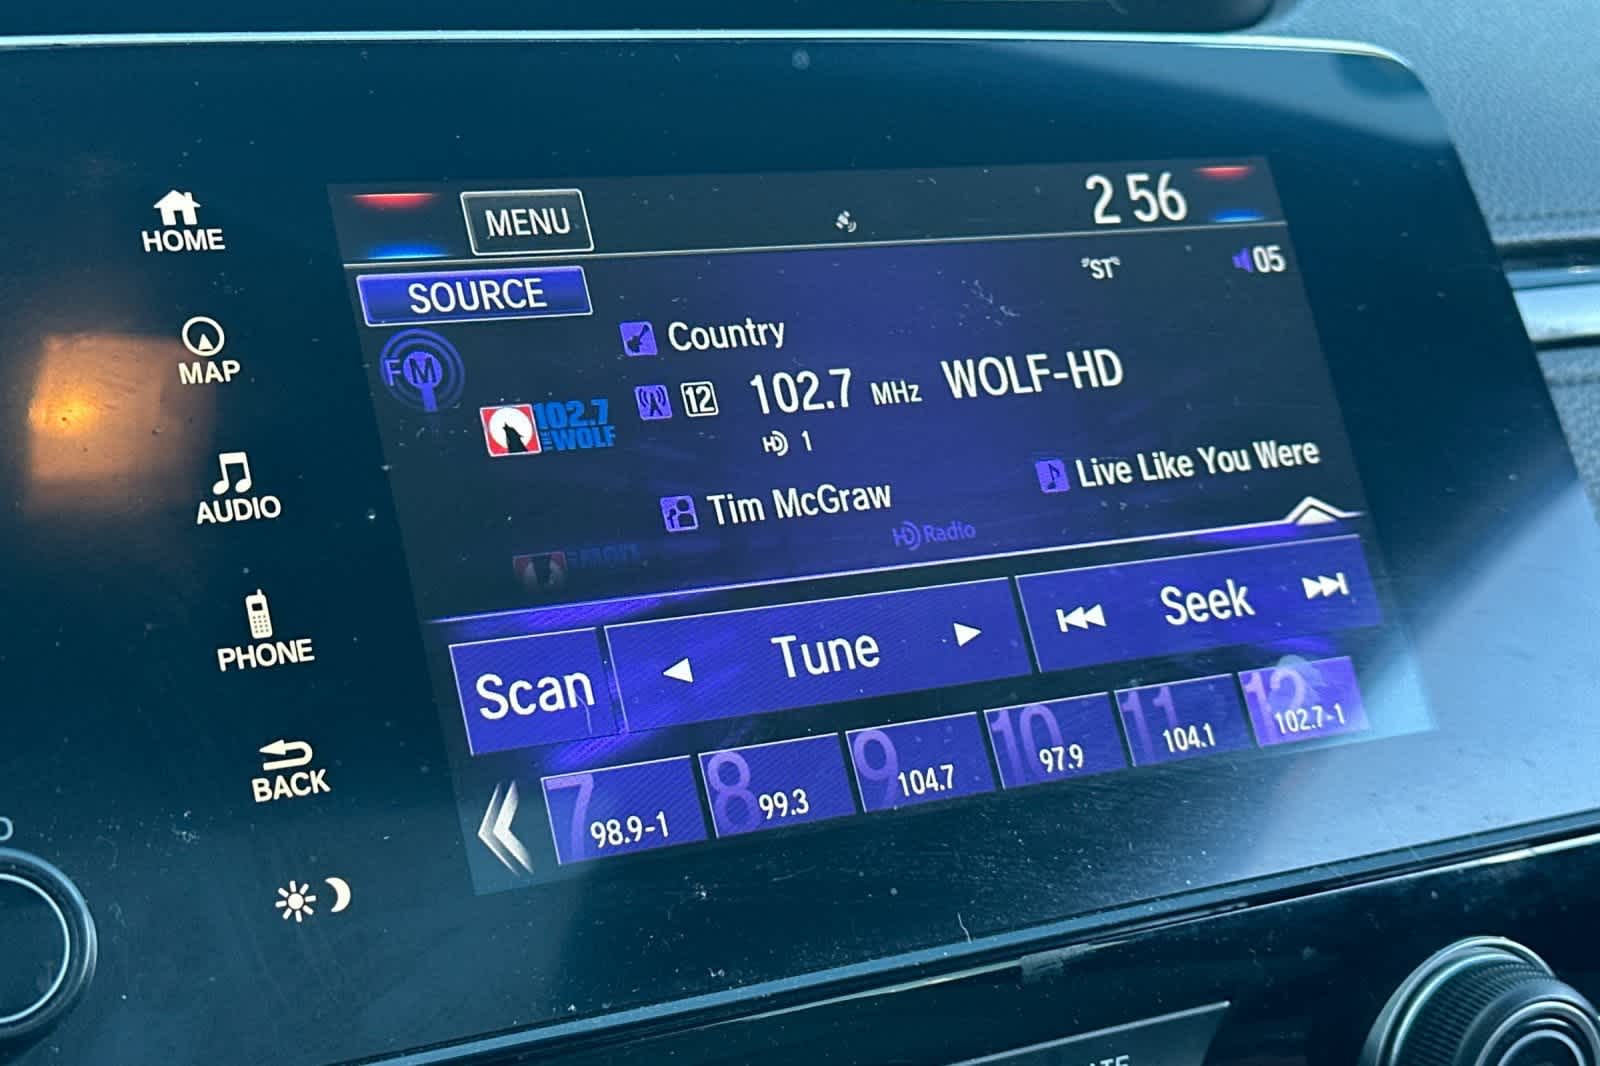 HOME
MAP
AUDIO
PHONE
BACK
MENU
2 56
SOURCE
ST
05
FM
Country
102.7
THE WOLF
12
102.7 MHz
WOLF-HD
HD 1
Tim McGraw
Live Like You Were
HD Radio
Scan
Tune
Seek
7 98.9-1
8 99.3
9 104.7
10 97.9
11 104.1
12 102.7-1